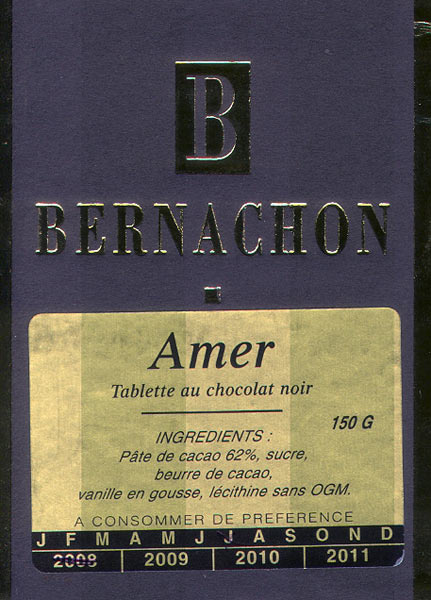 B
BERNACHON
Amer
Tablette au chocolat noir
150 G
INGREDIENTS :
Pâte de cacao 62%, sucre,
beurre de cacao,
vanille en gousse, lécithine sans OGM.
A CONSOMMER DE PREFERENCE
J F M A M J J A S O N D
2008 2009 2010 2011